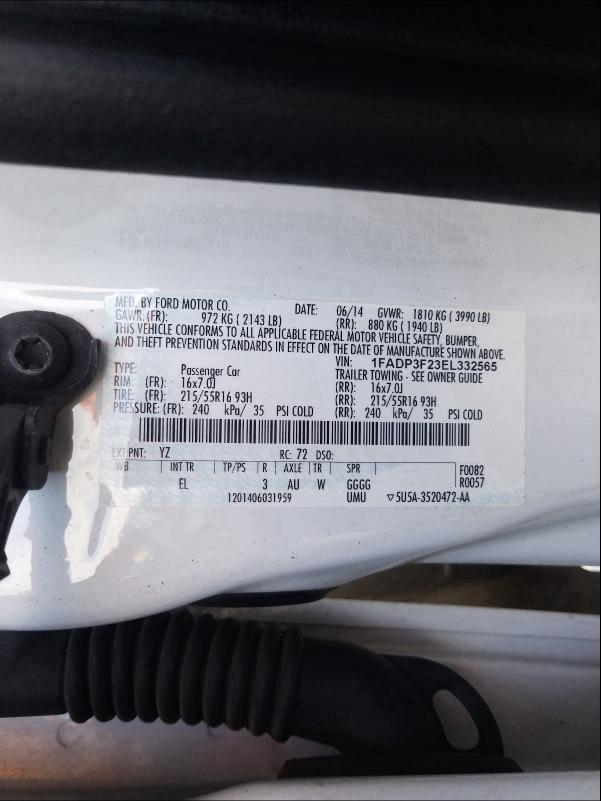 MFD. BY FORD MOTOR CO. DATE: 06/14 GVWR: 1810 KG ( 3990 LB)
GAWR: (FR): 972 KG ( 2143 LB) (RR): 880 KG ( 1940 LB)
THIS VEHICLE CONFORMS TO ALL APPLICABLE FEDERAL MOTOR VEHICLE SAFETY, BUMPER,
AND THEFT PREVENTION STANDARDS IN EFFECT ON THE DATE OF MANUFACTURE SHOWN ABOVE.
VIN: 1FADP3F23EL332565
TYPE: Passenger Car TRAILER TOWING - SEE OWNER GUIDE
RIM: (FR): 16x7.0J (RR): 16x7.0J
TIRE: (FR): 215/55R16 93H (RR): 215/55R16 93H
PRESSURE: (FR): 240 kPa/ 35 PSI COLD (RR): 240 kPa/ 35 PSI COLD
EXT PNT: YZ RC: 72 DSO:
WB INT TR TP/PS R AXLE TR SPR F0082
EL 3 AU W GGGG R0057
1201406031959 UMU ▽5U5A-3520472-AA